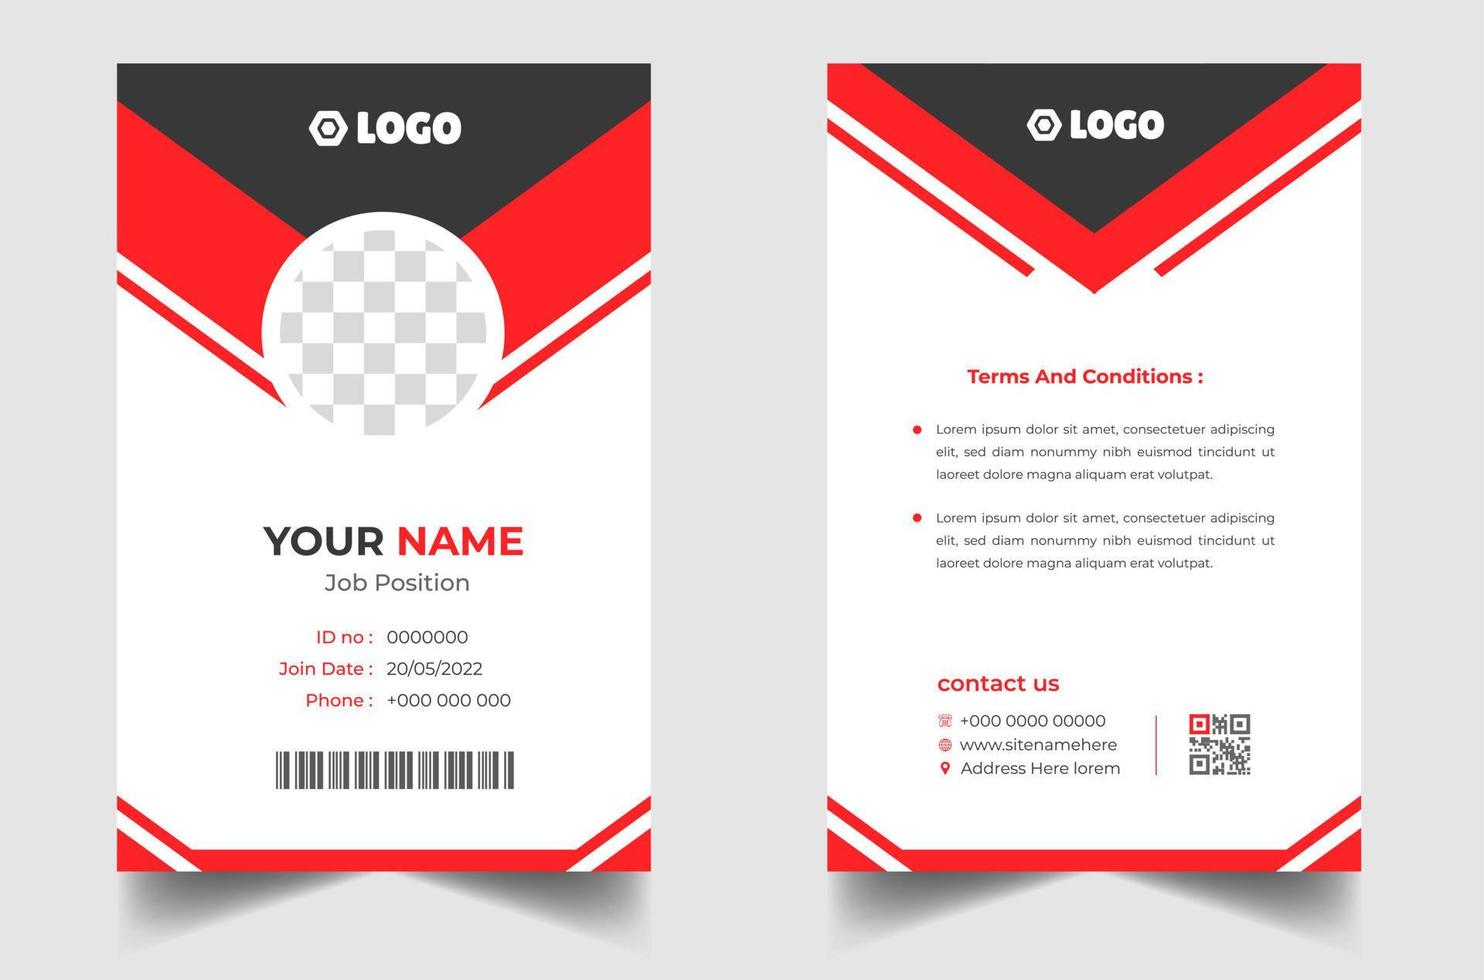 LOGO
YOUR NAME
Job Position
ID no : 0000000
Join Date : 20/05/2022
Phone : +000 000 000
LOGO
Terms And Conditions :
Lorem ipsum dolor sit amet, consectetuer adipiscing
elit, sed diam nonummy nibh euismod tincidunt ut
laoreet dolore magna aliquam erat volutpat.
Lorem ipsum dolor sit amet, consectetuer adipiscing
elit, sed diam nonummy nibh euismod tincidunt ut
laoreet dolore magna aliquam erat volutpat.
contact us
+000 0000 00000
www.sitenamehere
Address Here lorem